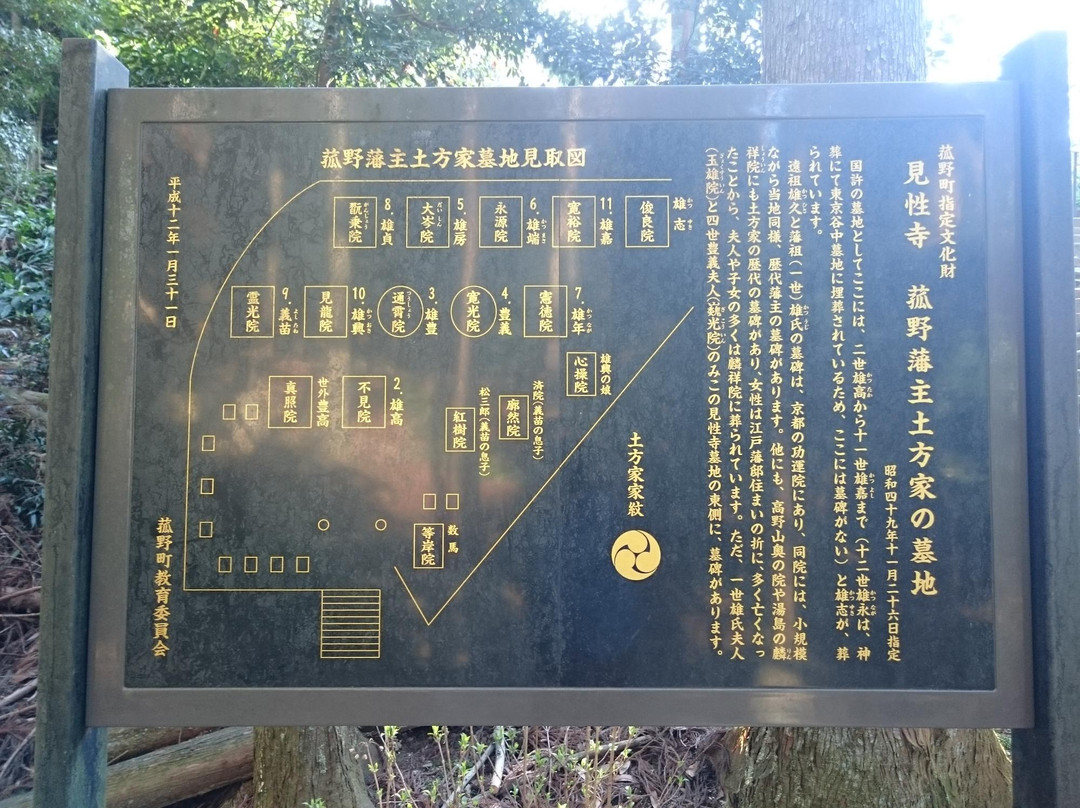 菰野町指定文化財
見性寺 菰野藩主土方家の墓地
昭和四十九年十一月二十六日指定
国許の墓地としてここには、二世雄高から十一世雄嘉まで(十二世雄永は、神
葬にて東京谷中墓地に埋葬されているため、ここには墓碑がない)と雄志が、葬
られています。
遠祖雄久と藩祖(一世)雄氏の墓碑は、京都の功運院にあり、同院には、小規模
ながら当地同様、歴代藩主の墓碑があります。他にも、高野山奥の院や湯島の麟
祥院にも土方家の歴代の墓碑があり、女性は江戸藩邸住まいの折に、多く亡くなっ
たことから、夫人や子女の多くは麟祥院に葬られています。ただ、一世雄氏夫人
(玉雄院)と四世豊義夫人(巍光院)のみこの見性寺墓地の東側に、墓碑があります。
菰野藩主土方家墓地見取図
雄志
俊良院
11.雄嘉
寛裕院
6.雄端
永源院
5.雄房
大岑院
8.雄貞
翫乗院
7.雄年
憲徳院
4.豊義
寛光院
3.雄豊
通霄院
10.雄興
見龍院
9.義苗
霊光院
雄興の娘
心操院
済院(義苗の息子)
廓然院
松三郎(義苗の息子)
紅樹院
2.雄高
不見院
世外豊高
真照院
数馬
等岸院
土方家家紋
平成十二年一月三十一日
菰野町教育委員会